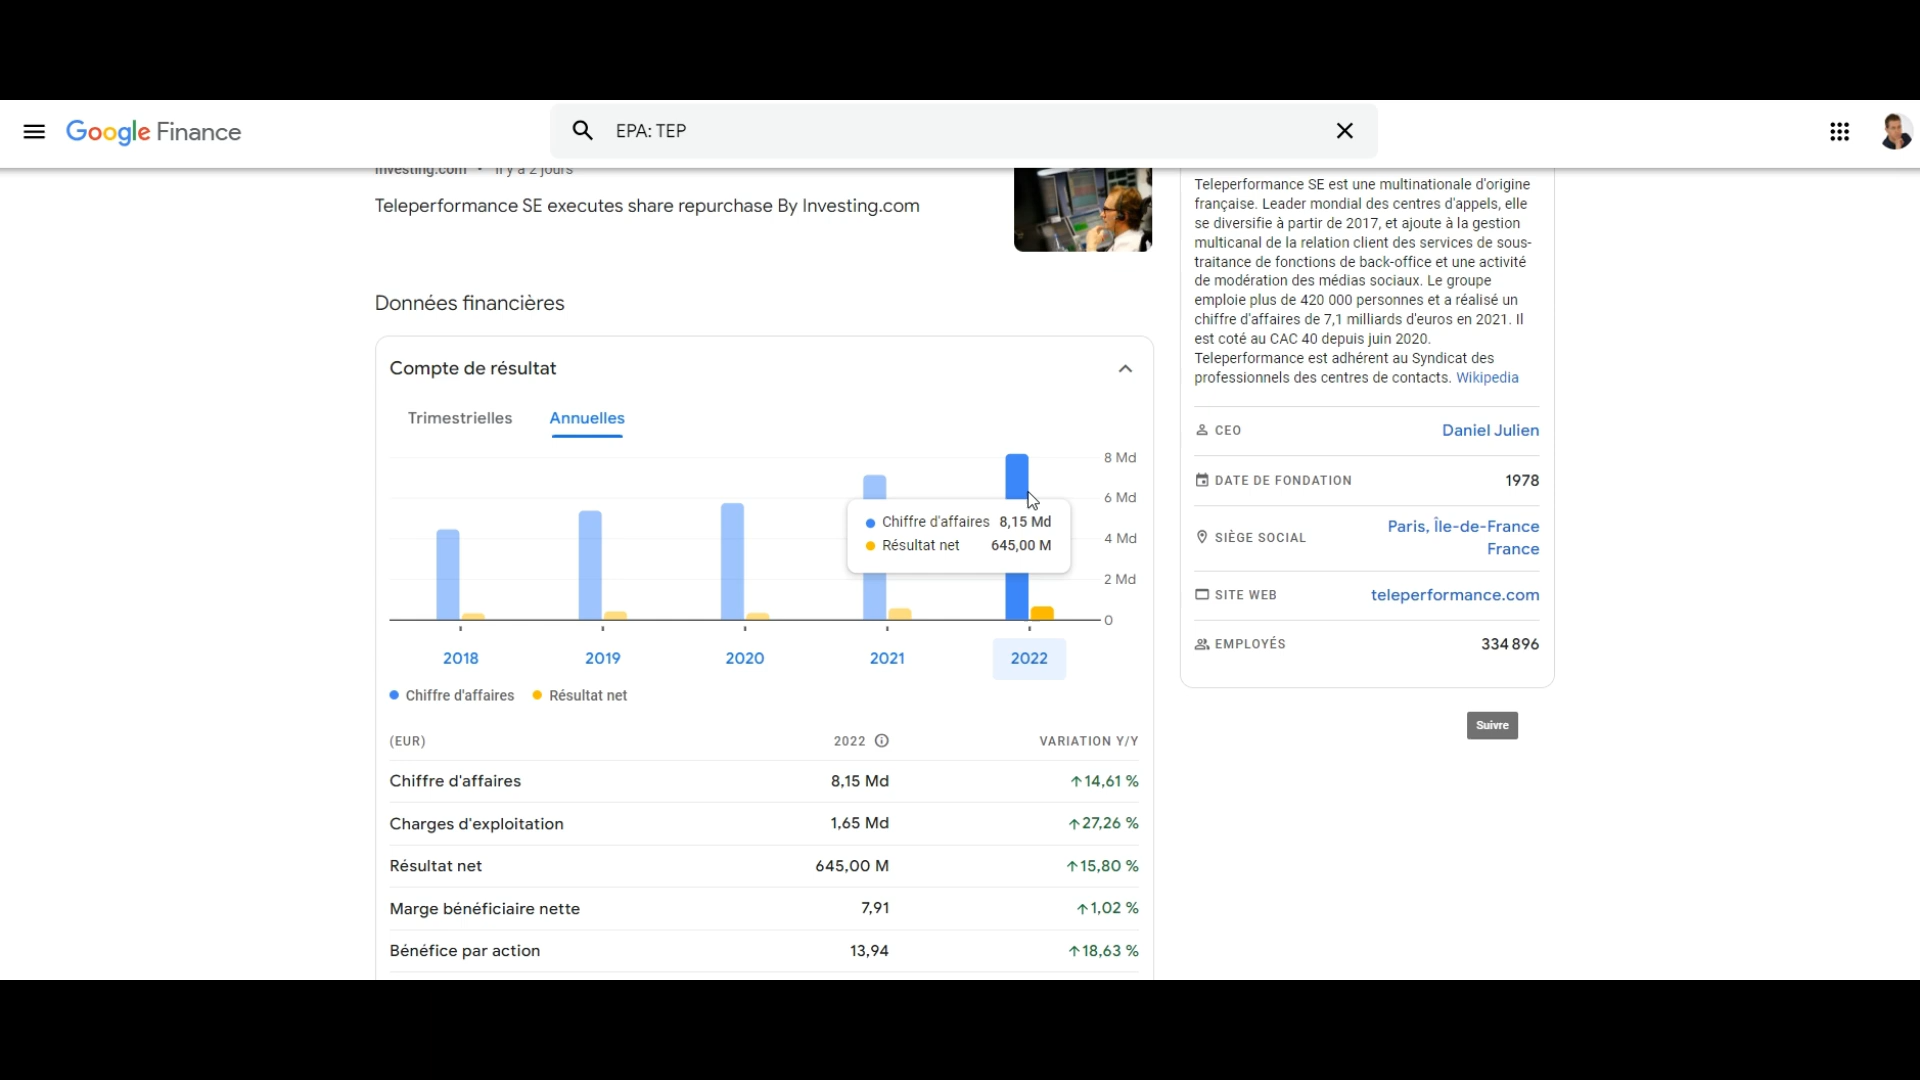 Google Finance
EPA: TEP
Investing.com • il y a 2 jours
Teleperformance SE executes share repurchase By Investing.com
Données financières
Compte de résultat
Trimestrielles Annuelles
8 Md
6 Md
4 Md
2 Md
0
Chiffre d'affaires 8,15 Md
Résultat net 645,00 M
2018 2019 2020 2021 2022
Chiffre d'affaires Résultat net
(EUR) 2022 VARIATION Y/Y
Chiffre d'affaires 8,15 Md ↑14,61 %
Charges d'exploitation 1,65 Md ↑27,26 %
Résultat net 645,00 M ↑15,80 %
Marge bénéficiaire nette 7,91 ↑1,02 %
Bénéfice par action 13,94 ↑18,63 %
Teleperformance SE est une multinationale d'origine
française. Leader mondial des centres d'appels, elle
se diversifie à partir de 2017, et ajoute à la gestion
multicanal de la relation client des services de sous-
traitance de fonctions de back-office et une activité
de modération des médias sociaux. Le groupe
emploie plus de 420 000 personnes et a réalisé un
chiffre d'affaires de 7,1 milliards d'euros en 2021. Il
est coté au CAC 40 depuis juin 2020.
Teleperformance est adhérent au Syndicat des
professionnels des centres de contacts. Wikipedia
CEO Daniel Julien
DATE DE FONDATION 1978
SIÈGE SOCIAL Paris, Île-de-France
France
SITE WEB teleperformance.com
EMPLOYÉS 334 896
Suivre